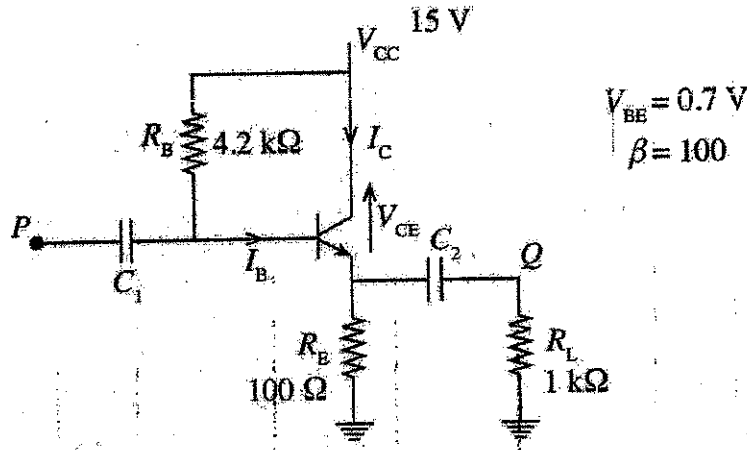 15 V
V_CC
V_BE = 0.7 V
R_B 4.2 kΩ
I_C
β = 100
P
V_CE
C_2
Q
C_1
I_B
R_E
100 Ω
R_L
1 kΩ